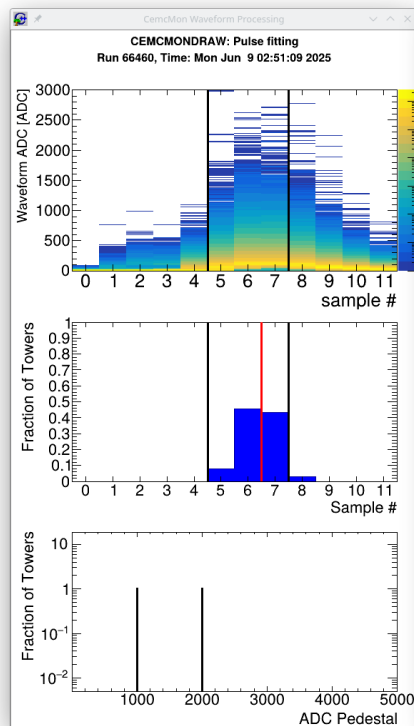 CemcMon Waveform Processing
CEMCMONDRAW: Pulse fitting
Run 66460, Time: Mon Jun 9 02:51:09 2025
Waveform ADC [ADC]
3000
2500
2000
1500
1000
500
0
0 1 2 3 4 5 6 7 8 9 10 11
sample #
Fraction of Towers
1
0.9
0.8
0.7
0.6
0.5
0.4
0.3
0.2
0.1
0
0 1 2 3 4 5 6 7 8 9 10 11
Sample #
Fraction of Towers
10
1
10⁻¹
10⁻²
1000 2000 3000 4000 5000
ADC Pedestal